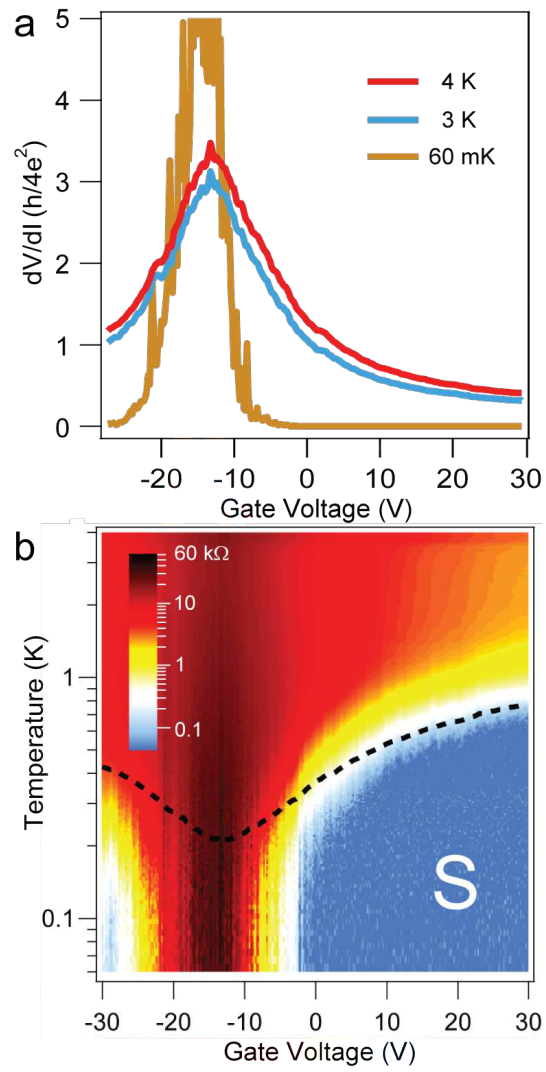 a
5
4
3
2
1
0
dV/dI (h/4e²)
4 K
3 K
60 mK
-20 -10 0 10 20 30
Gate Voltage (V)
b
60 kΩ
10
1
0.1
1
0.1
Temperature (K)
S
-30 -20 -10 0 10 20 30
Gate Voltage (V)